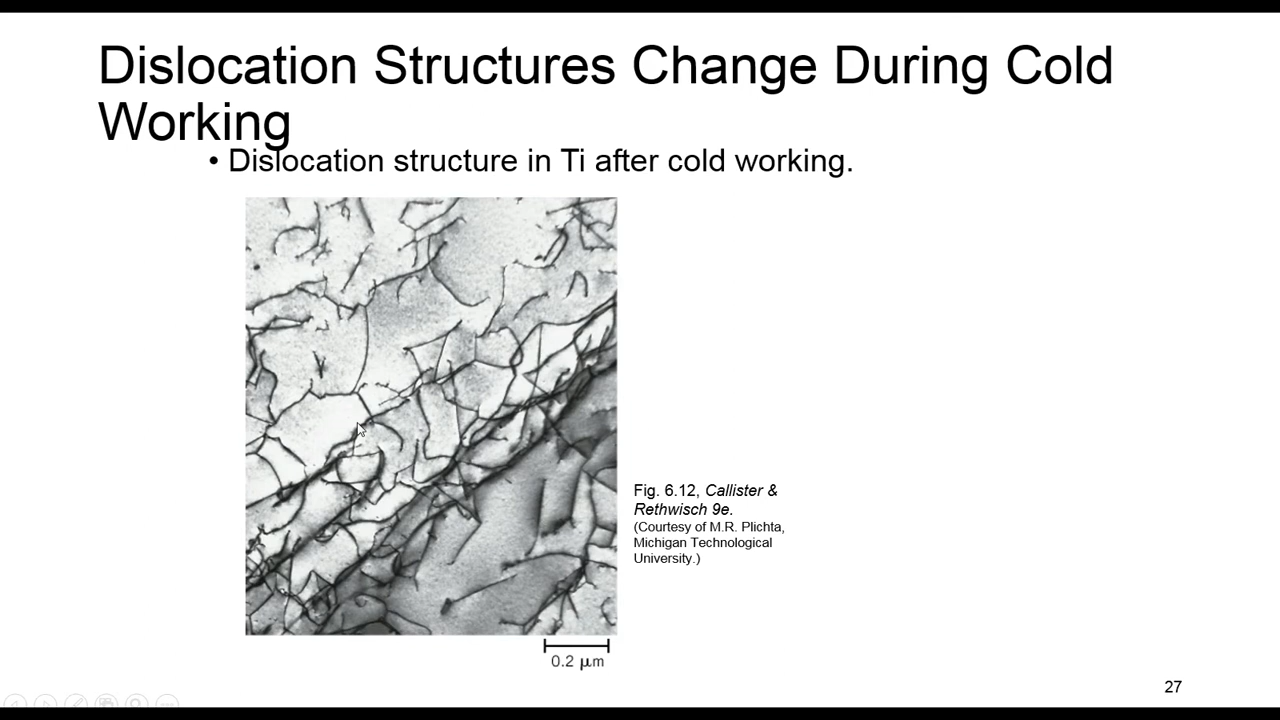 Dislocation Structures Change During Cold
Working
• Dislocation structure in Ti after cold working.
Fig. 6.12, Callister &
Rethwisch 9e.
(Courtesy of M.R. Plichta,
Michigan Technological
University.)
0.2 μm
27